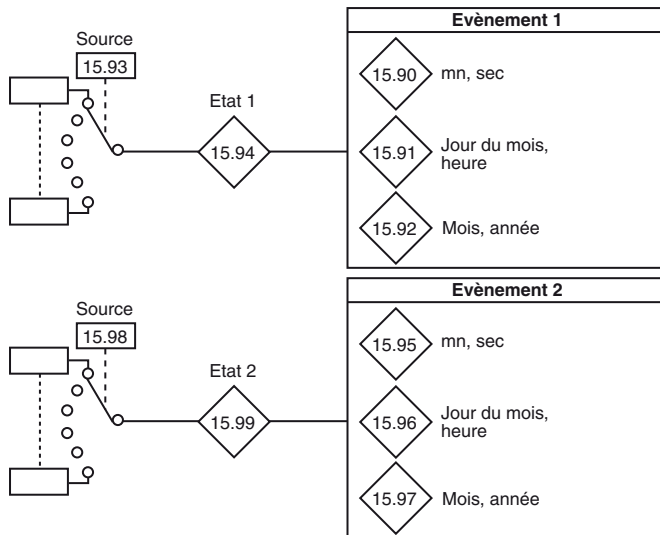 Evènement 1
Source
15.93
Etat 1
15.94
15.90
mn, sec
15.91
Jour du mois,
heure
15.92
Mois, année
Evènement 2
Source
15.98
Etat 2
15.99
15.95
mn, sec
15.96
Jour du mois,
heure
15.97
Mois, année